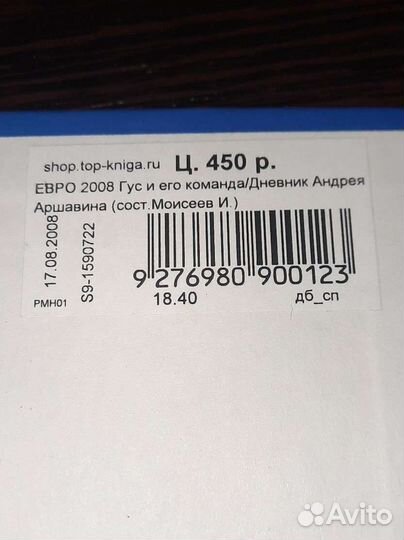 shop.top-kniga.ru Ц. 450 р.
ЕВРО 2008 Гус и его команда/Дневник Андрея
Аршавина (сост.Моисеев И.)
17.08.2008
S9-1590722
9 276980 900123
РМН01 18.40 дб_сп
Avito